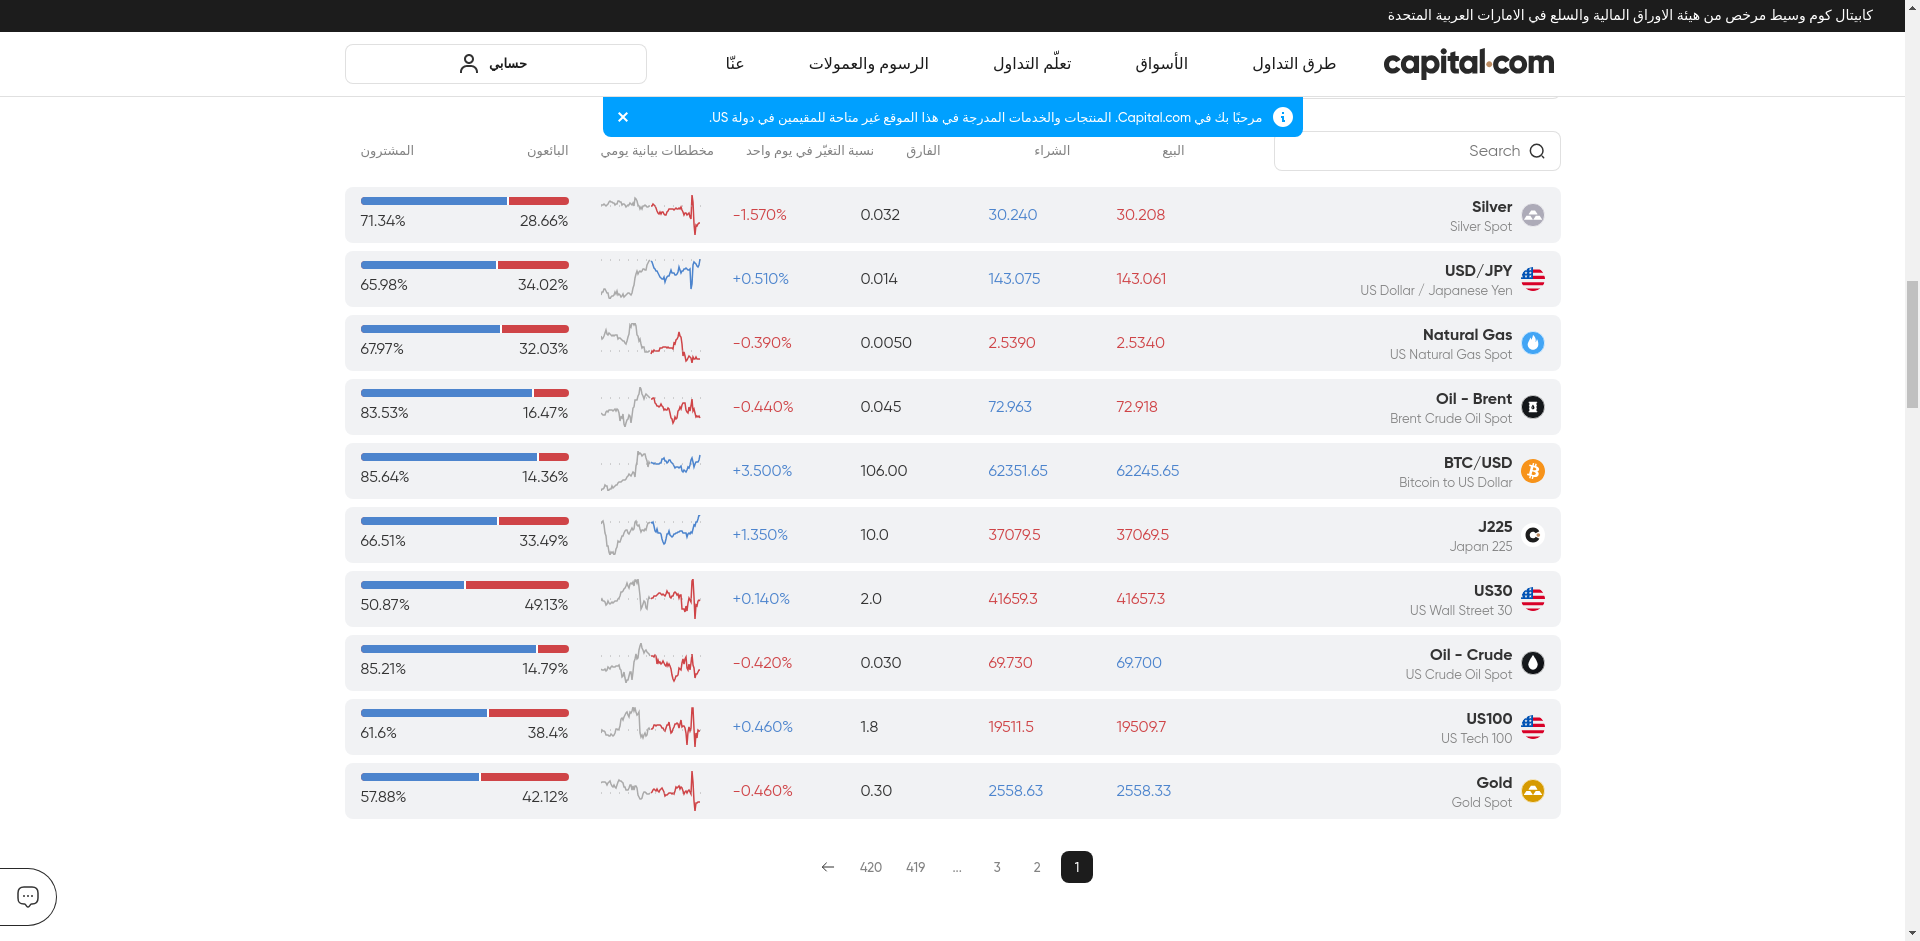 كابيتال كوم وسيط مرخص من هيئة الاوراق المالية والسلع في الامارات العربية المتحدة
capital.com طرق التداول الأسواق تعلّم التداول الرسوم والعمولات عنّا حسابي
مرحبًا بك في Capital.com. المنتجات والخدمات المدرجة في هذا الموقع غير متاحة للمقيمين في دولة US.
Search البيع الشراء الفارق نسبة التغيّر في يوم واحد مخططات بيانية يومي البائعون المشترون
Silver
Silver Spot
30.208 30.240 0.032 -1.570% 28.66% 71.34%
USD/JPY
US Dollar / Japanese Yen
143.061 143.075 0.014 +0.510% 34.02% 65.98%
Natural Gas
US Natural Gas Spot
2.5340 2.5390 0.0050 -0.390% 32.03% 67.97%
Oil - Brent
Brent Crude Oil Spot
72.918 72.963 0.045 -0.440% 16.47% 83.53%
BTC/USD
Bitcoin to US Dollar
62245.65 62351.65 106.00 +3.500% 14.36% 85.64%
J225
Japan 225
37069.5 37079.5 10.0 +1.350% 33.49% 66.51%
US30
US Wall Street 30
41657.3 41659.3 2.0 +0.140% 49.13% 50.87%
Oil - Crude
US Crude Oil Spot
69.700 69.730 0.030 -0.420% 14.79% 85.21%
US100
US Tech 100
19509.7 19511.5 1.8 +0.460% 38.4% 61.6%
Gold
Gold Spot
2558.33 2558.63 0.30 -0.460% 42.12% 57.88%
1 2 3 ... 419 420